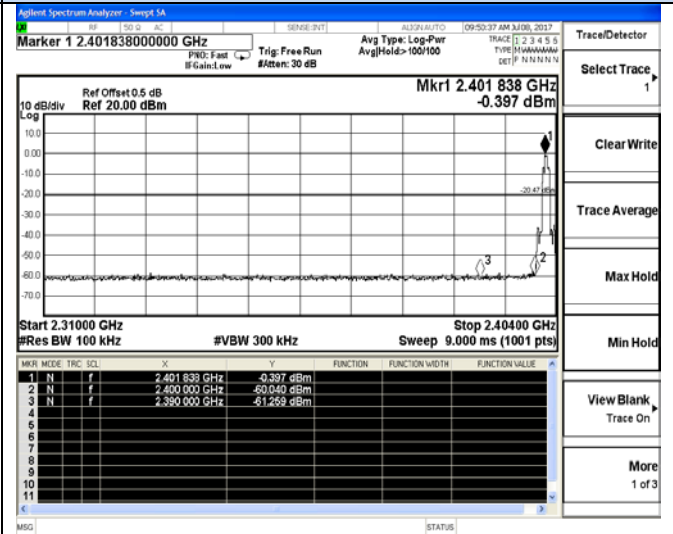 Agilent Spectrum Analyzer - Swept SA
RF 50 Ω AC SENSE:INT ALIGN AUTO 09:50:37 AM Jul 08, 2017
Marker 1 2.401838000000 GHz
PNO: Fast
IFGain:Low
Trig: Free Run
#Atten: 30 dB
Avg Type: Log-Pwr
Avg|Hold:>100/100
TRACE 1 2 3 4 5 6
TYPE MWWWWW
DET P N N N N N
Mkr1 2.401 838 GHz
-0.397 dBm
Ref Offset 0.5 dB
10 dB/div Ref 20.00 dBm
Log
10.0
0.00
-10.0
-20.0
-30.0
-40.0
-50.0
-60.0
-70.0
1
-20.47 dBm
3
2
Start 2.31000 GHz Stop 2.40400 GHz
#Res BW 100 kHz #VBW 300 kHz Sweep 9.000 ms (1001 pts)
MKR MODE TRC SCL X Y FUNCTION FUNCTION WIDTH FUNCTION VALUE
1 N f 2.401 838 GHz -0.397 dBm
2 N f 2.400 000 GHz -60.040 dBm
3 N f 2.390 000 GHz -61.259 dBm
4
5
6
7
8
9
10
11
MSG STATUS
Trace/Detector
Select Trace
1
Clear Write
Trace Average
Max Hold
Min Hold
View Blank
Trace On
More
1 of 3